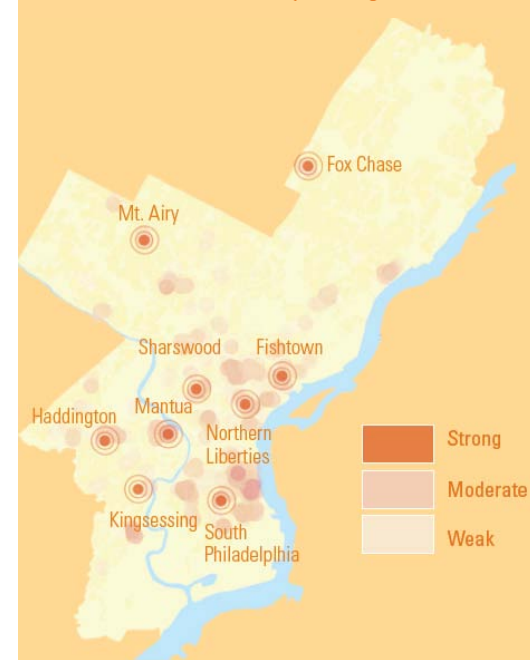 Fox Chase
Mt. Airy
Sharswood
Fishtown
Haddington
Mantua
Northern
Liberties
Kingsessing
South
Philadelplhia
Strong
Moderate
Weak